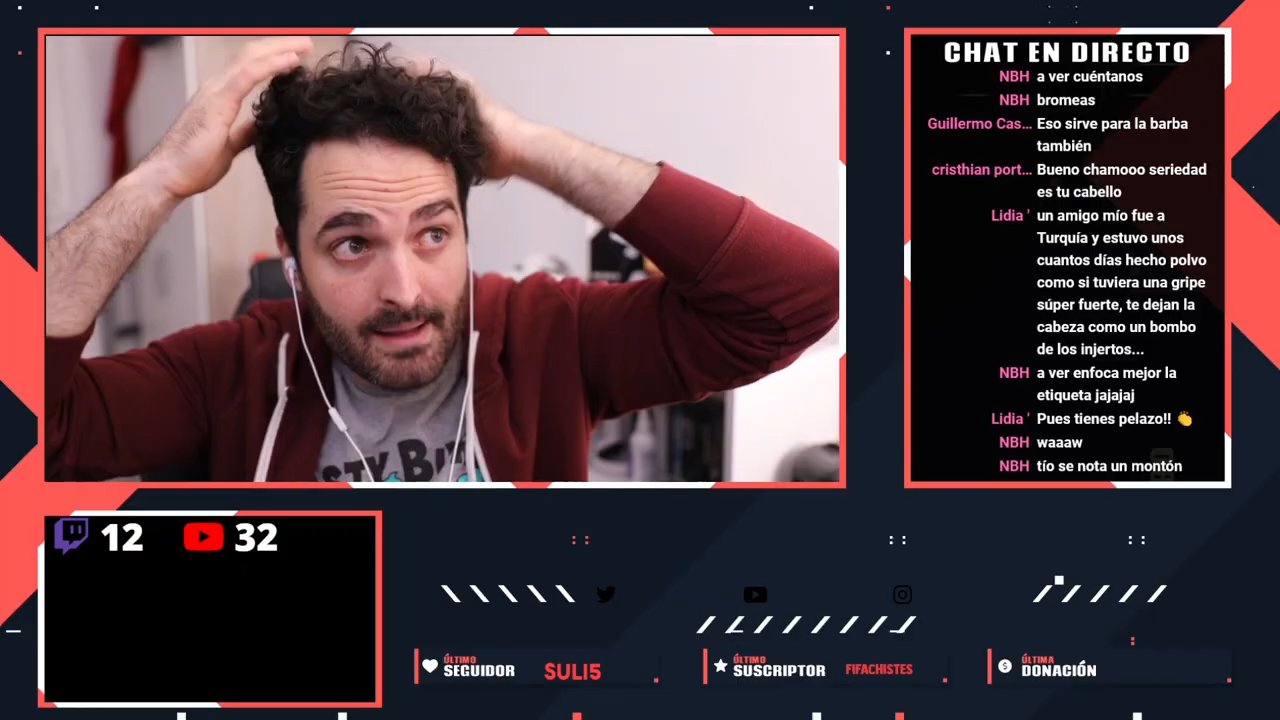 CHAT EN DIRECTO
NBH a ver cuéntanos
NBH bromeas
Guillermo Cas... Eso sirve para la barba
también
cristhian port... Bueno chamooo seriedad
es tu cabello
Lidia ' un amigo mío fue a
Turquía y estuvo unos
cuantos días hecho polvo
como si tuviera una gripe
súper fuerte, te dejan la
cabeza como un bombo
de los injertos...
NBH a ver enfoca mejor la
etiqueta jajajaj
Lidia ' Pues tienes pelazo!! 👏
NBH waaaw
NBH tío se nota un montón
12 32
ÚLTIMO
SEGUIDOR SULI5
ÚLTIMO
SUSCRIPTOR FIFACHISTES
ÚLTIMA
DONACIÓN